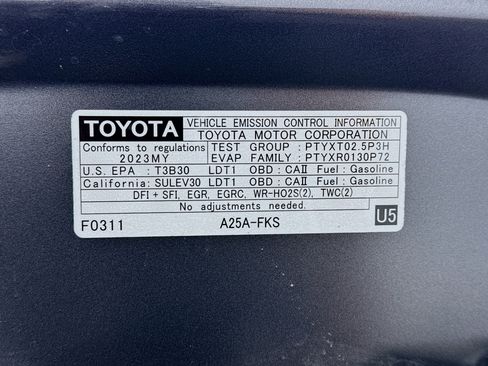 TOYOTA VEHICLE EMISSION CONTROL INFORMATION
TOYOTA MOTOR CORPORATION
Conforms to regulations TEST GROUP : PTYXT02.5P3H
2023MY EVAP FAMILY : PTYXR0130P72
U.S. EPA : T3B30 LDT1 OBD : CAII Fuel : Gasoline
California: SULEV30 LDT1 OBD : CAII Fuel : Gasoline
DFI + SFI, EGR, EGRC, WR-HO2S(2), TWC(2)
No adjustments needed.
F0311 A25A-FKS U5